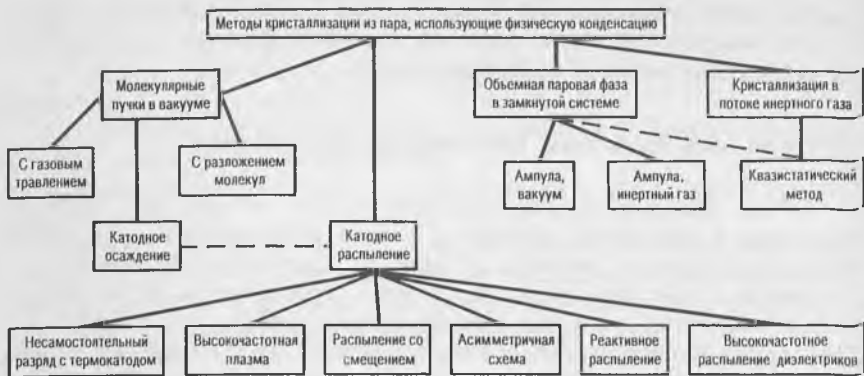 Методы кристаллизации из пара, использующие физическую конденсацию
Молекулярные
пучки в вакууме
Объемная паровая фаза
в замкнутой системе
Кристаллизация в
потоке инертного газа
С газовым
травлением
С разложением
молекул
Ампула,
вакуум
Ампула,
инертный газ
Квазистатический
метод
Катодное
осаждение
Катодное
распыление
Несамостоятельный
разряд с термокатодом
Высокочастотная
плазма
Распыление со
смещением
Асимметричная
схема
Реактивное
распыление
Высокочастотное
распыление диэлектриков